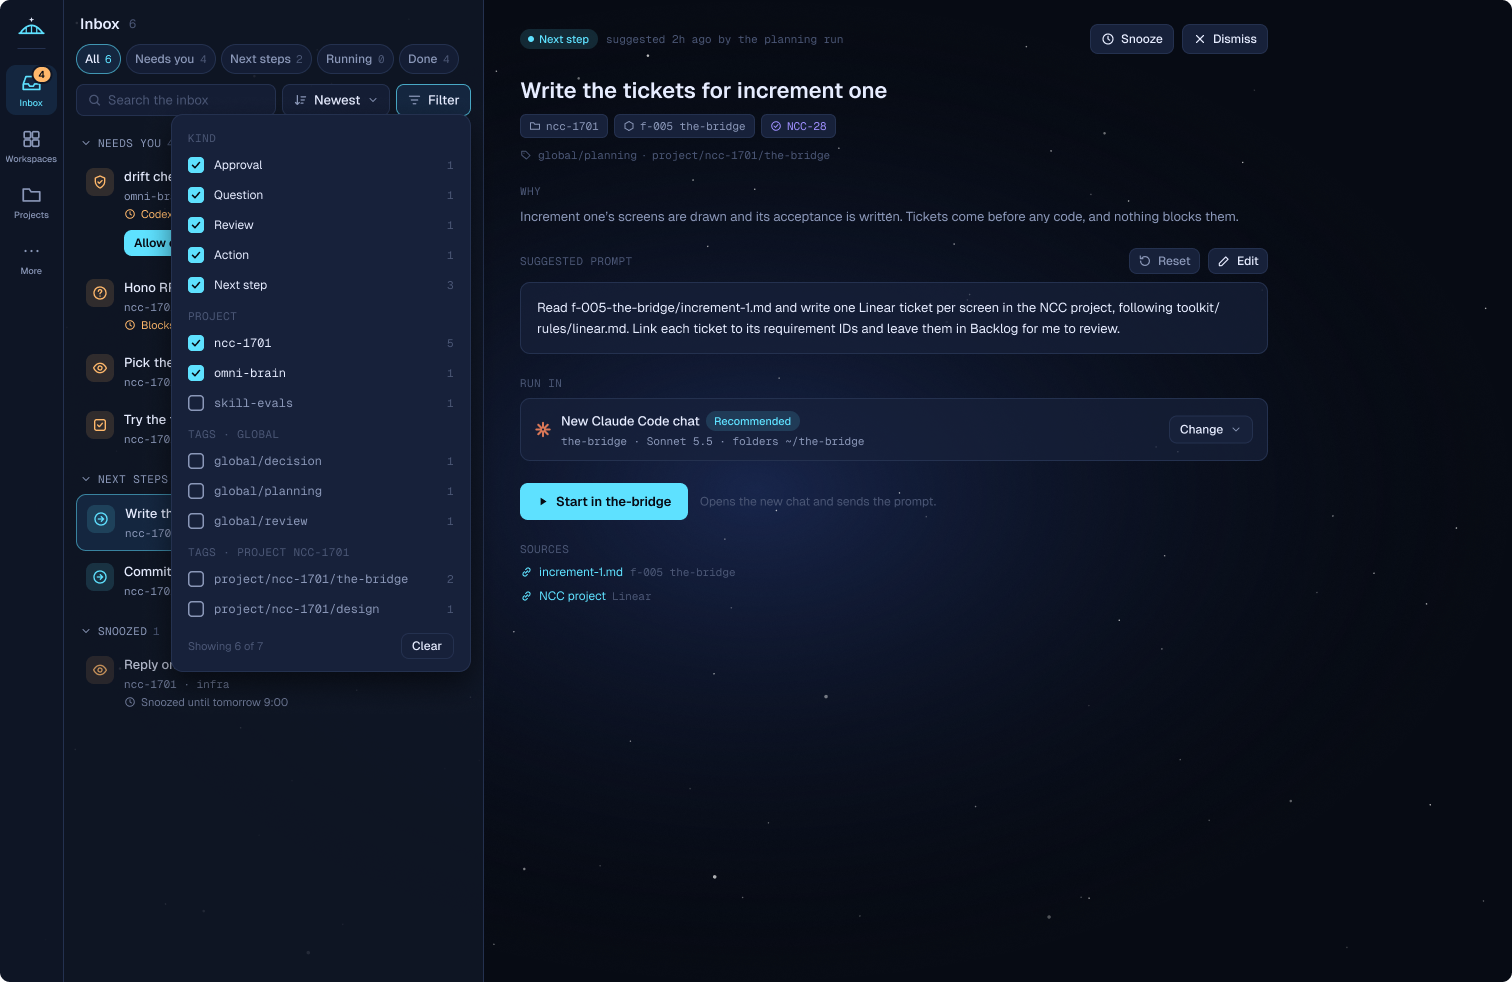 4
Inbox
Workspaces
Projects
More
Inbox 6
All 6
Needs you 4
Next steps 2
Running 0
Done 4
Search the inbox
Newest
Filter
NEEDS YOU
drift
omni-br
Codex
Allow
Hono
ncc-170
Pick the
ncc-170
Try the
ncc-170
NEXT STEPS
Write
ncc-170
Commit
ncc-170
SNOOZED 1
Reply
ncc-1701 · infra
Snoozed until tomorrow 9:00
KIND
Approval 1
Question 1
Review 1
Action 1
Next step 3
PROJECT
ncc-1701 5
omni-brain 1
skill-evals 1
TAGS · GLOBAL
global/decision 1
global/planning 1
global/review 1
TAGS · PROJECT NCC-1701
project/ncc-1701/the-bridge 2
project/ncc-1701/design 1
Showing 6 of 7
Clear
Next step
suggested 2h ago by the planning run
Snooze
Dismiss
Write the tickets for increment one
ncc-1701
f-005 the-bridge
NCC-28
global/planning · project/ncc-1701/the-bridge
WHY
Increment one's screens are drawn and its acceptance is written. Tickets come before any code, and nothing blocks them.
SUGGESTED PROMPT
Reset
Edit
Read f-005-the-bridge/increment-1.md and write one Linear ticket per screen in the NCC project, following toolkit/
rules/linear.md. Link each ticket to its requirement IDs and leave them in Backlog for me to review.
RUN IN
New Claude Code chat
Recommended
the-bridge · Sonnet 5.5 · folders ~/the-bridge
Change
Start in the-bridge
Opens the new chat and sends the prompt.
SOURCES
increment-1.md f-005 the-bridge
NCC project Linear